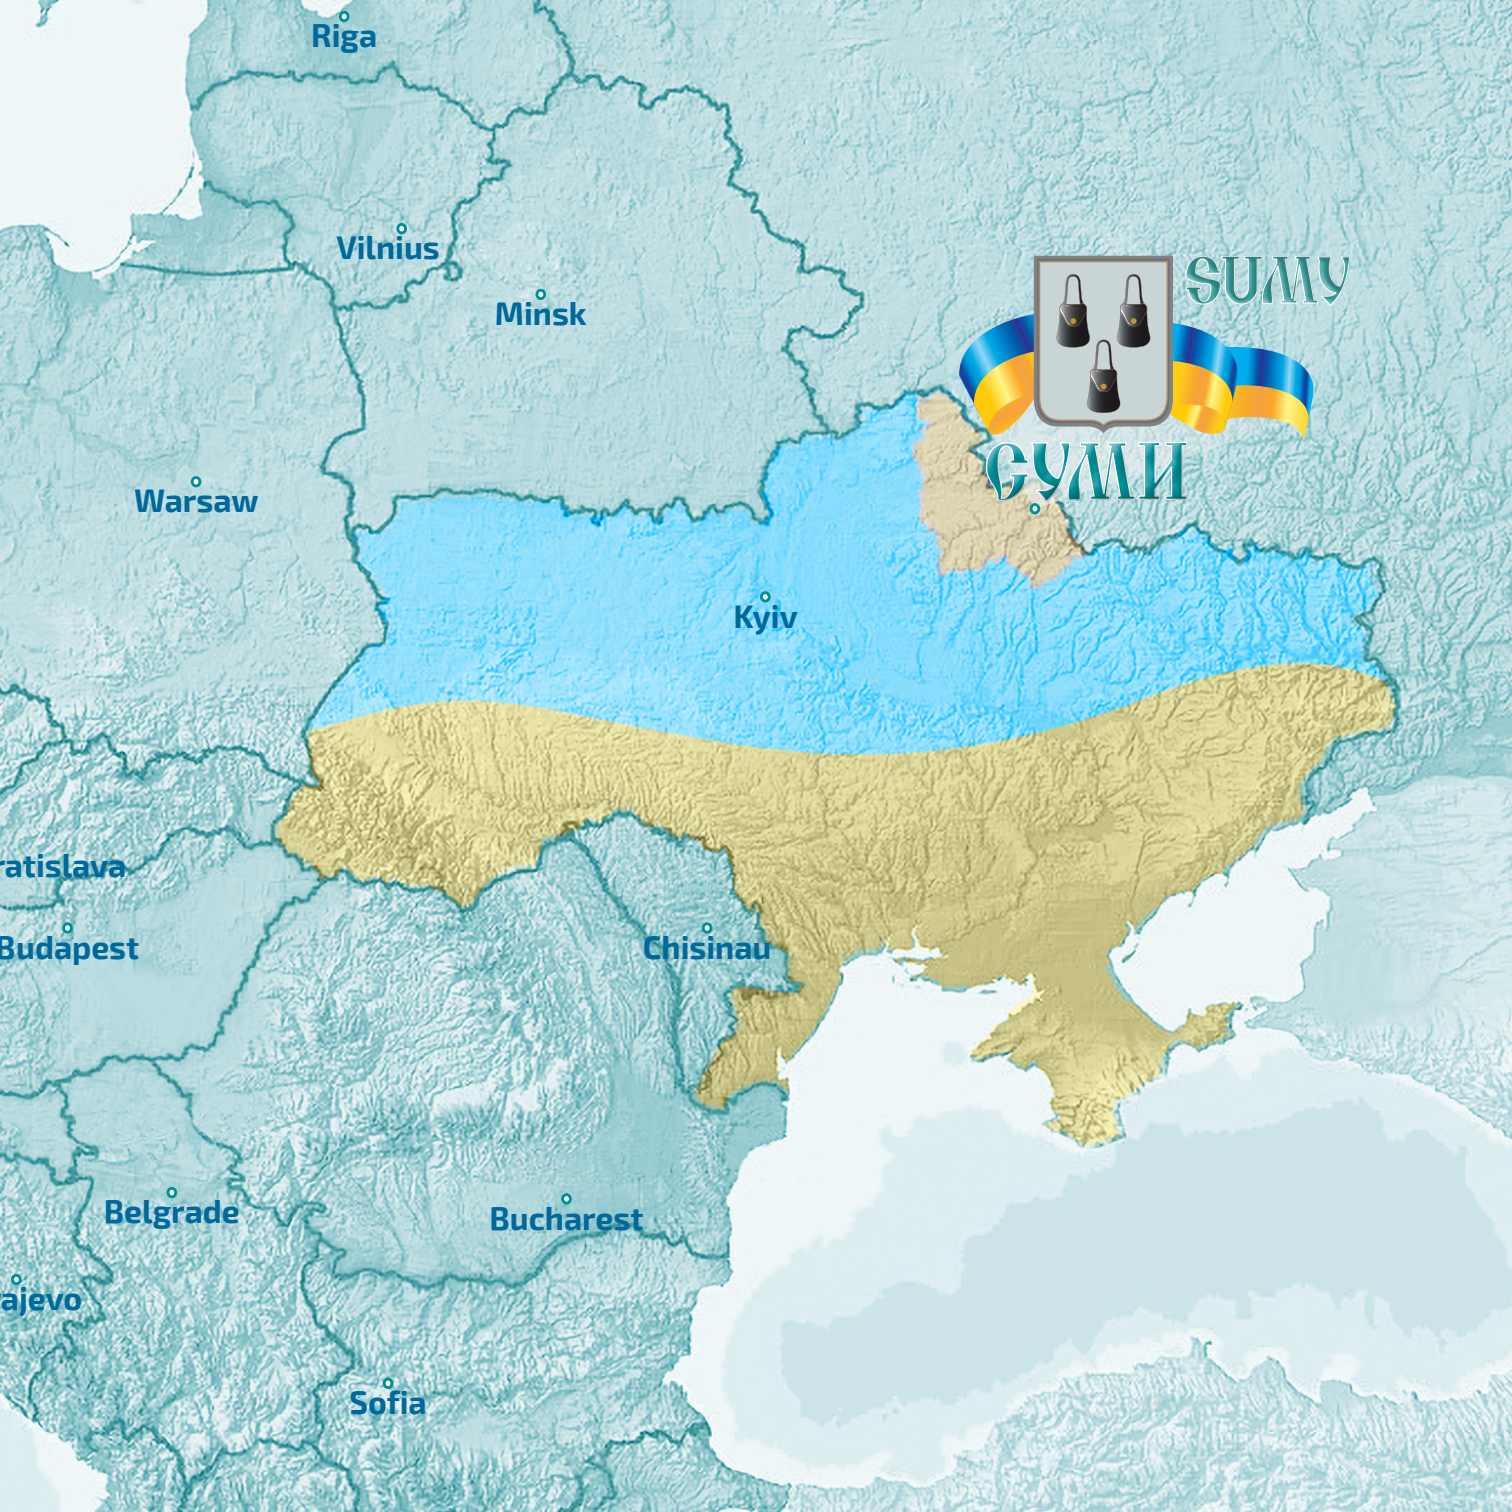 Riga
Vilnius
Minsk
SUMY
СУМИ
Warsaw
Kyiv
ratislava
Budapest
Chisinau
Belgrade
Bucharest
ajevo
Sofia